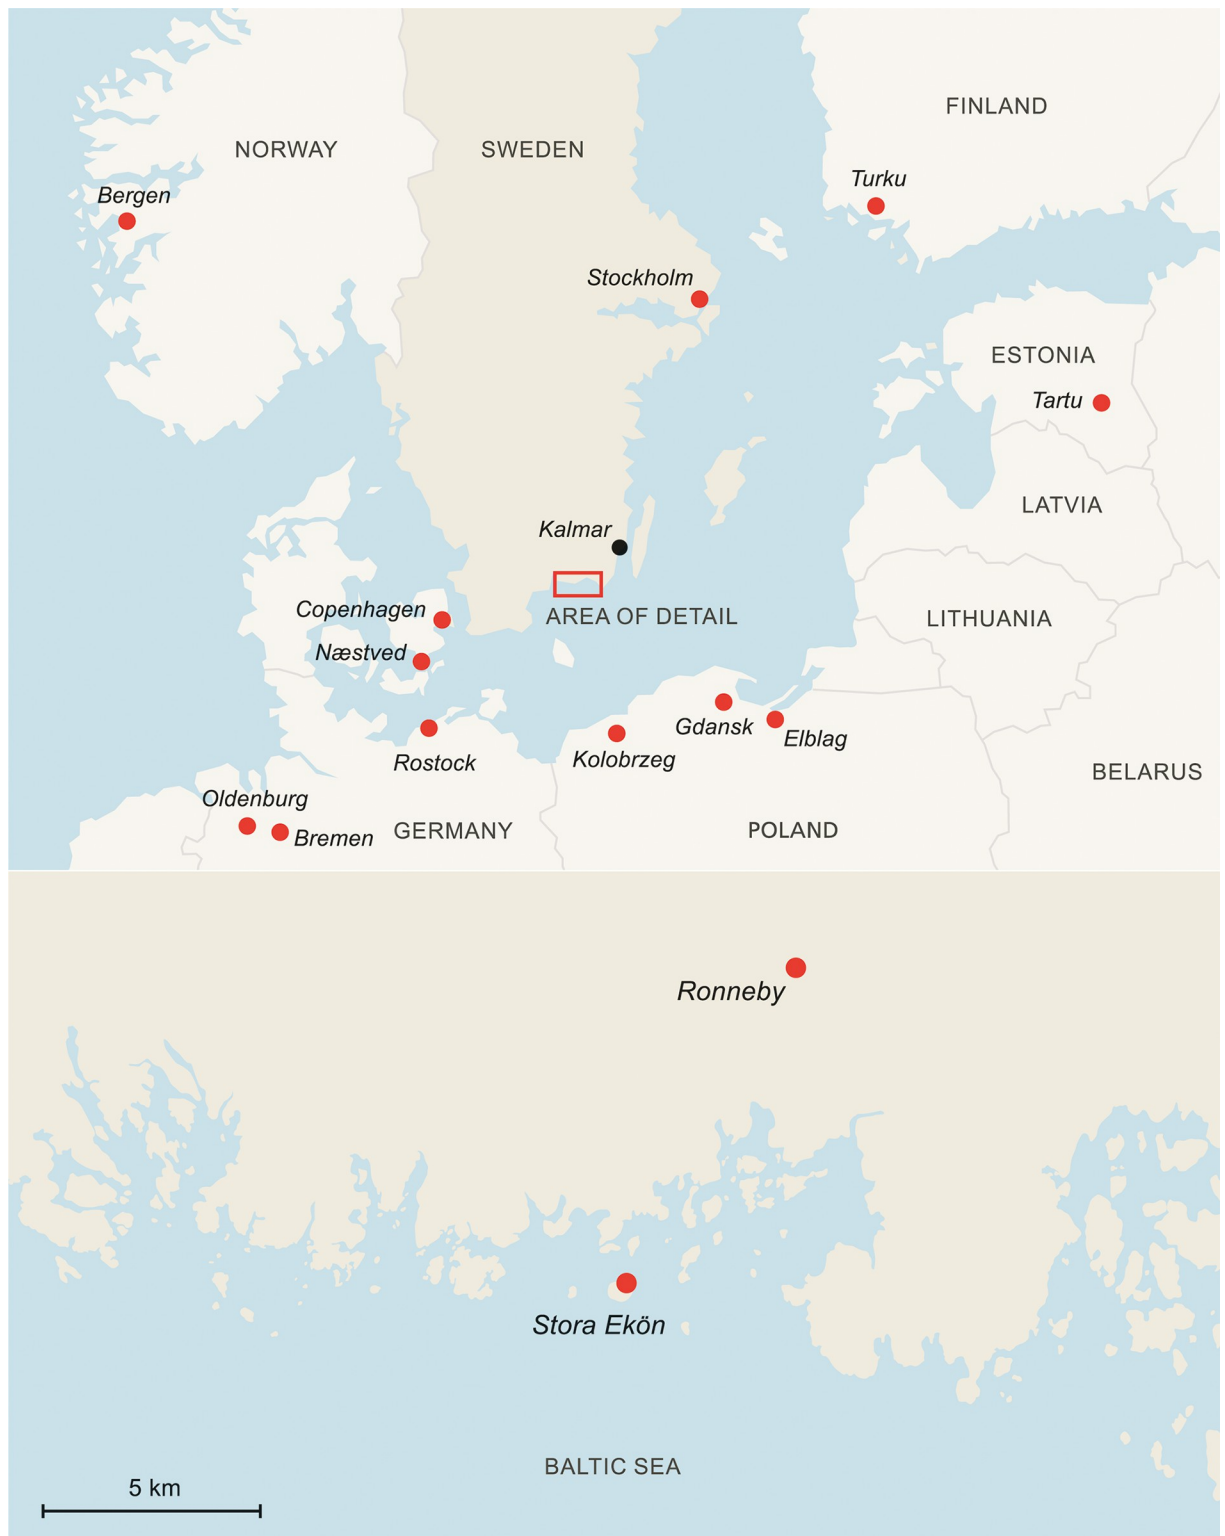 FINLAND
NORWAY
SWEDEN
Turku
Bergen
Stockholm
ESTONIA
Tartu
LATVIA
Kalmar
Copenhagen
AREA OF DETAIL
LITHUANIA
Næstved
Gdansk
Elblag
Rostock
Kolobrzeg
BELARUS
Oldenburg
Bremen
GERMANY
POLAND
Ronneby
Stora Ekön
BALTIC SEA
5 km